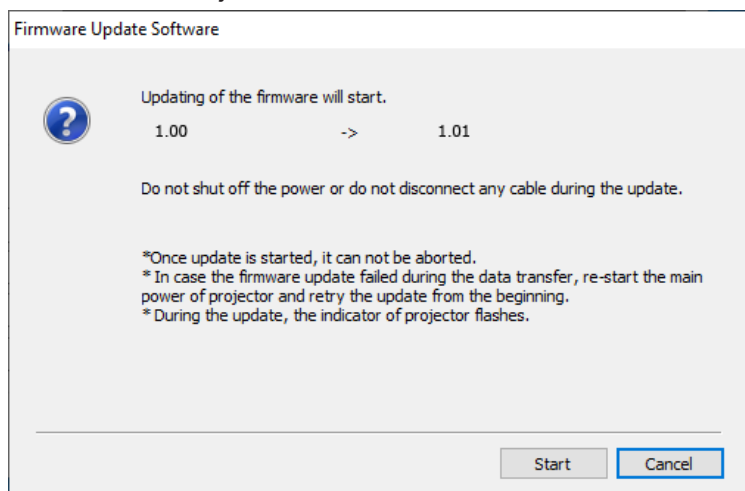 Firmware Update Software
Updating of the firmware will start.
1.00 -> 1.01
Do not shut off the power or do not disconnect any cable during the update.
*Once update is started, it can not be aborted.
* In case the firmware update failed during the data transfer, re-start the main
power of projector and retry the update from the beginning.
* During the update, the indicator of projector flashes.
Start Cancel